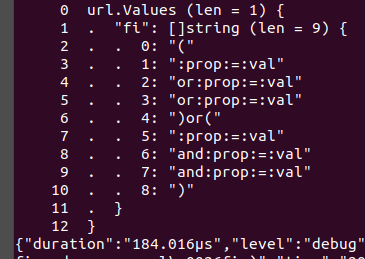 0 url.Values (len = 1) {
1 . "fi": []string (len = 9) {
2 . . 0: "("
3 . . 1: ":prop:=:val"
4 . . 2: "or:prop:=:val"
5 . . 3: "or:prop:=:val"
6 . . 4: ")or("
7 . . 5: ":prop:=:val"
8 . . 6: "and:prop:=:val"
9 . . 7: "and:prop:=:val"
10 . . 8: ")"
11 . }
12 }
{"duration":"184.016µs","level":"debug"